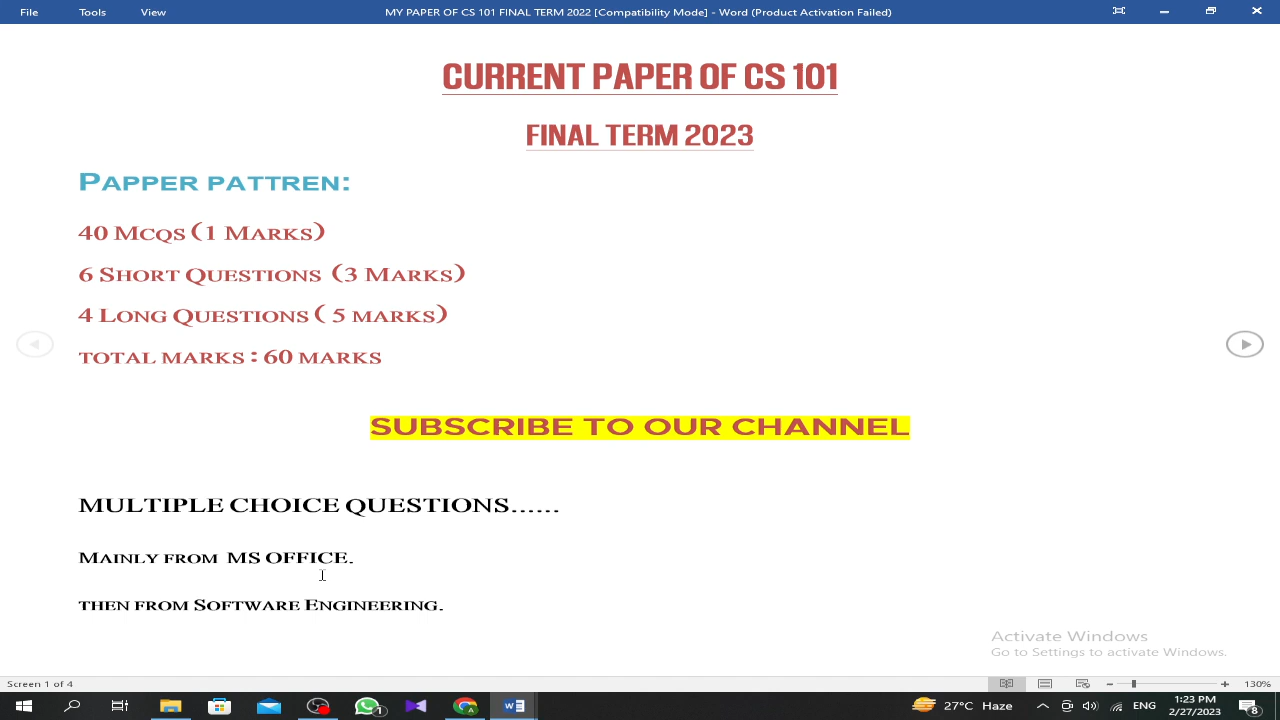 File Tools View MY PAPER OF CS 101 FINAL TERM 2022 [Compatibility Mode] - Word (Product Activation Failed)
CURRENT PAPER OF CS 101
FINAL TERM 2023
PAPPER PATTREN:
40 MCQS (1 MARKS)
6 SHORT QUESTIONS (3 MARKS)
4 LONG QUESTIONS ( 5 MARKS)
TOTAL MARKS : 60 MARKS
SUBSCRIBE TO OUR CHANNEL
MULTIPLE CHOICE QUESTIONS......
MAINLY FROM MS OFFICE.
THEN FROM SOFTWARE ENGINEERING.
Activate Windows
Go to Settings to activate Windows.
Screen 1 of 4 130%
1 27°C Haze ENG 1:23 PM
2/27/2023 8